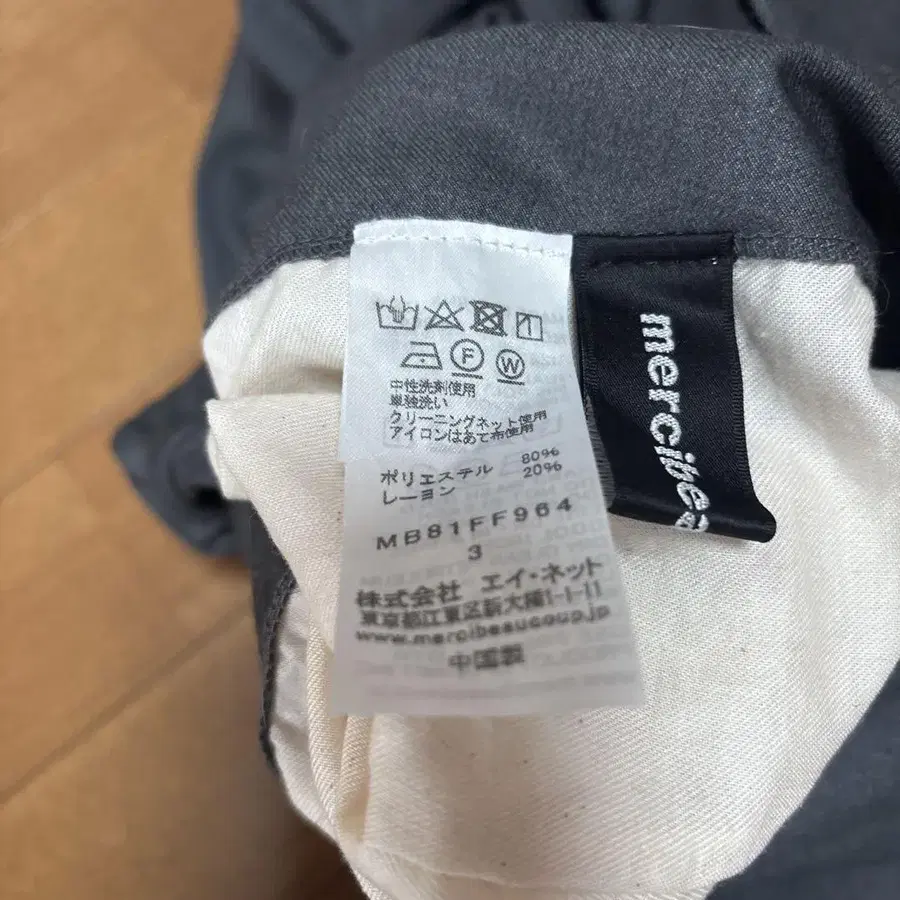 F W
中性洗剤使用
単独洗い
クリーニングネット使用
アイロンはあて布使用
ポリエステル 80%
レーヨン 20%
MB81FF964
3
株式会社 エイ・ネット
東京都江東区新大橋1-1-11
www.mercibeaucoup.jp
中国製
mercibea